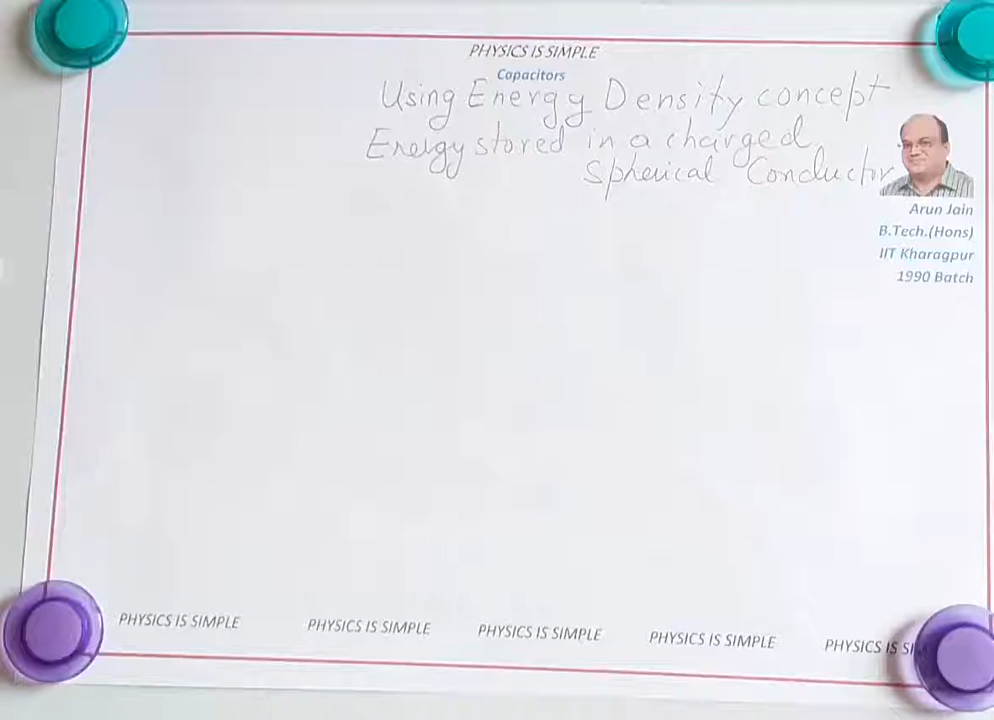 PHYSICS IS SIMPLE
Capacitors
Using Energy Density concept
Energy stored in a charged
Spherical Conductor
Arun Jain
B.Tech.(Hons)
IIT Kharagpur
1990 Batch
PHYSICS IS SIMPLE PHYSICS IS SIMPLE PHYSICS IS SIMPLE PHYSICS IS SIMPLE PHYSICS IS SI